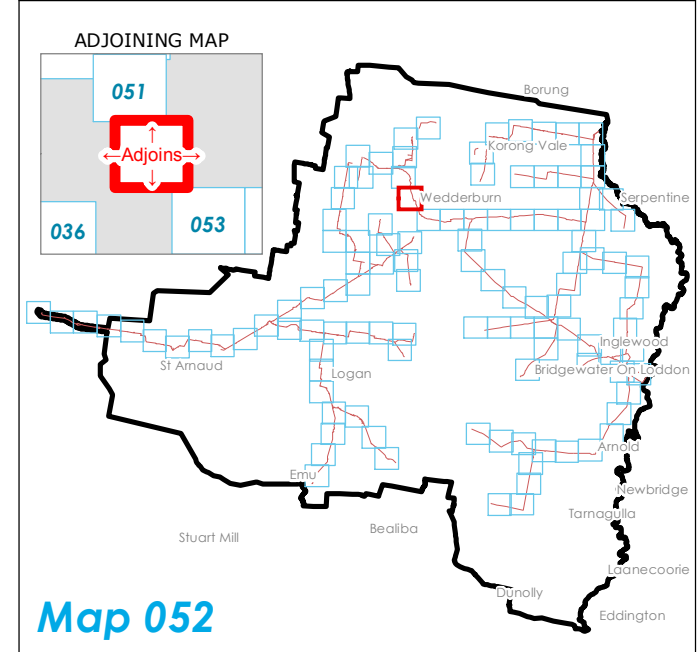 ADJOINING MAP
051
←Adjoins→
036
053
Borung
Korong Vale
Wedderburn
Serpentine
Inglewood
Bridgewater On Loddon
St Arnaud
Logan
Arnold
Emu
Newbridge
Tarnagulla
Stuart Mill
Bealiba
Laanecoorie
Dunolly
Eddington
Map 052